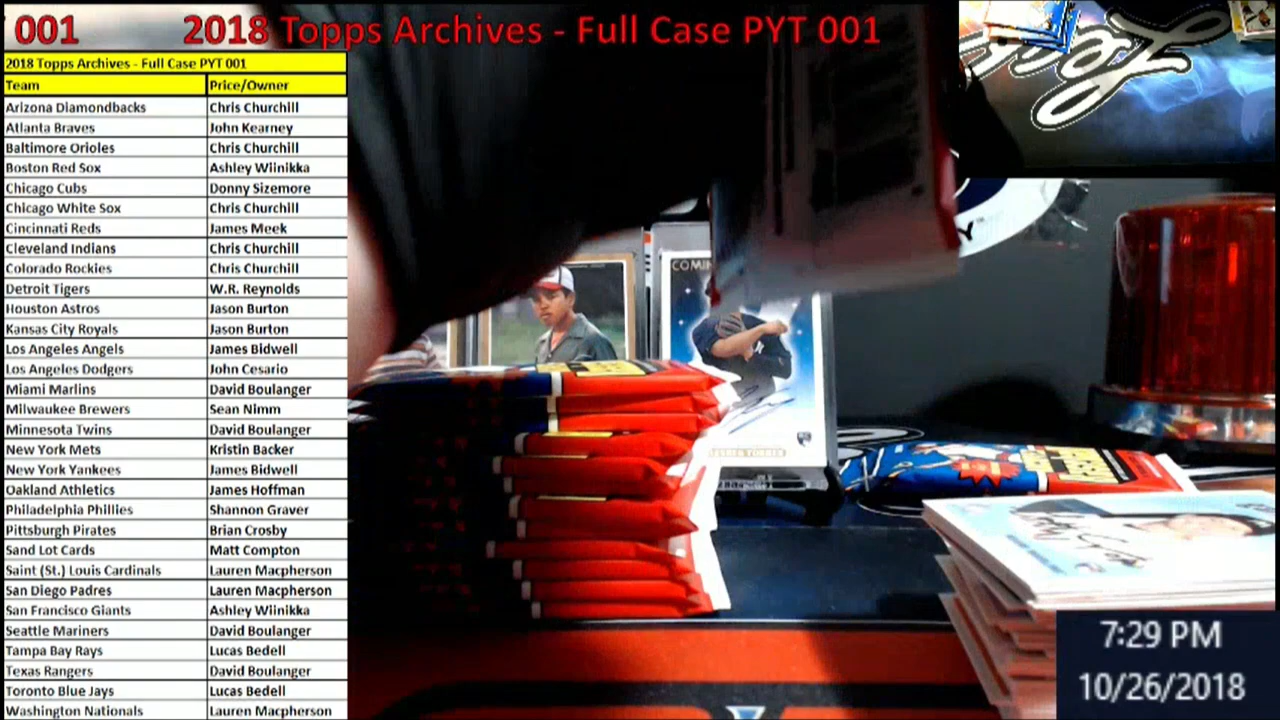 001 2018 Topps Archives - Full Case PYT 001
2018 Topps Archives - Full Case PYT 001
Team Price/Owner
Arizona Diamondbacks Chris Churchill
Atlanta Braves John Kearney
Baltimore Orioles Chris Churchill
Boston Red Sox Ashley Wiinikka
Chicago Cubs Donny Sizemore
Chicago White Sox Chris Churchill
Cincinnati Reds James Meek
Cleveland Indians Chris Churchill
Colorado Rockies Chris Churchill
Detroit Tigers W.R. Reynolds
Houston Astros Jason Burton
Kansas City Royals Jason Burton
Los Angeles Angels James Bidwell
Los Angeles Dodgers John Cesario
Miami Marlins David Boulanger
Milwaukee Brewers Sean Nimm
Minnesota Twins David Boulanger
New York Mets Kristin Backer
New York Yankees James Bidwell
Oakland Athletics James Hoffman
Philadelphia Phillies Shannon Graver
Pittsburgh Pirates Brian Crosby
Sand Lot Cards Matt Compton
Saint (St.) Louis Cardinals Lauren Macpherson
San Diego Padres Lauren Macpherson
San Francisco Giants Ashley Wiinikka
Seattle Mariners David Boulanger
Tampa Bay Rays Lucas Bedell
Texas Rangers David Boulanger
Toronto Blue Jays Lucas Bedell
Washington Nationals Lauren Macpherson
COMIN
7:29 PM
10/26/2018